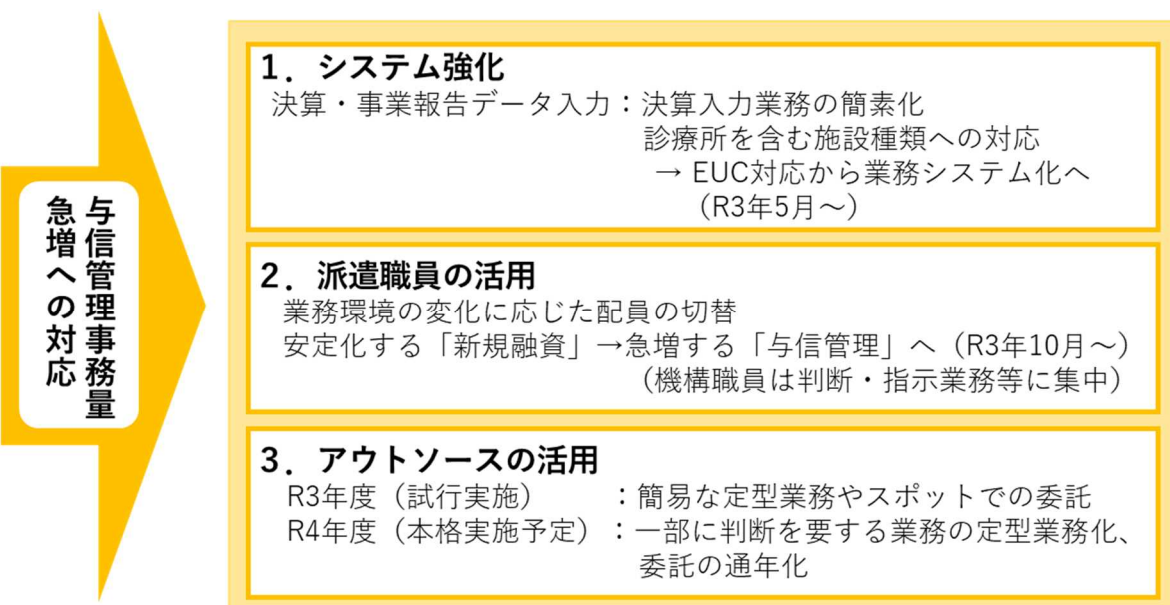 与信管理事務量
急増への対応
1．システム強化
決算・事業報告データ入力：決算入力業務の簡素化
診療所を含む施設種類への対応
→ EUC対応から業務システム化へ
（R3年5月～）
2．派遣職員の活用
業務環境の変化に応じた配員の切替
安定化する「新規融資」→急増する「与信管理」へ（R3年10月～）
（機構職員は判断・指示業務等に集中）
3．アウトソースの活用
R3年度（試行実施）　　：簡易な定型業務やスポットでの委託
R4年度（本格実施予定）：一部に判断を要する業務の定型業務化、
委託の通年化